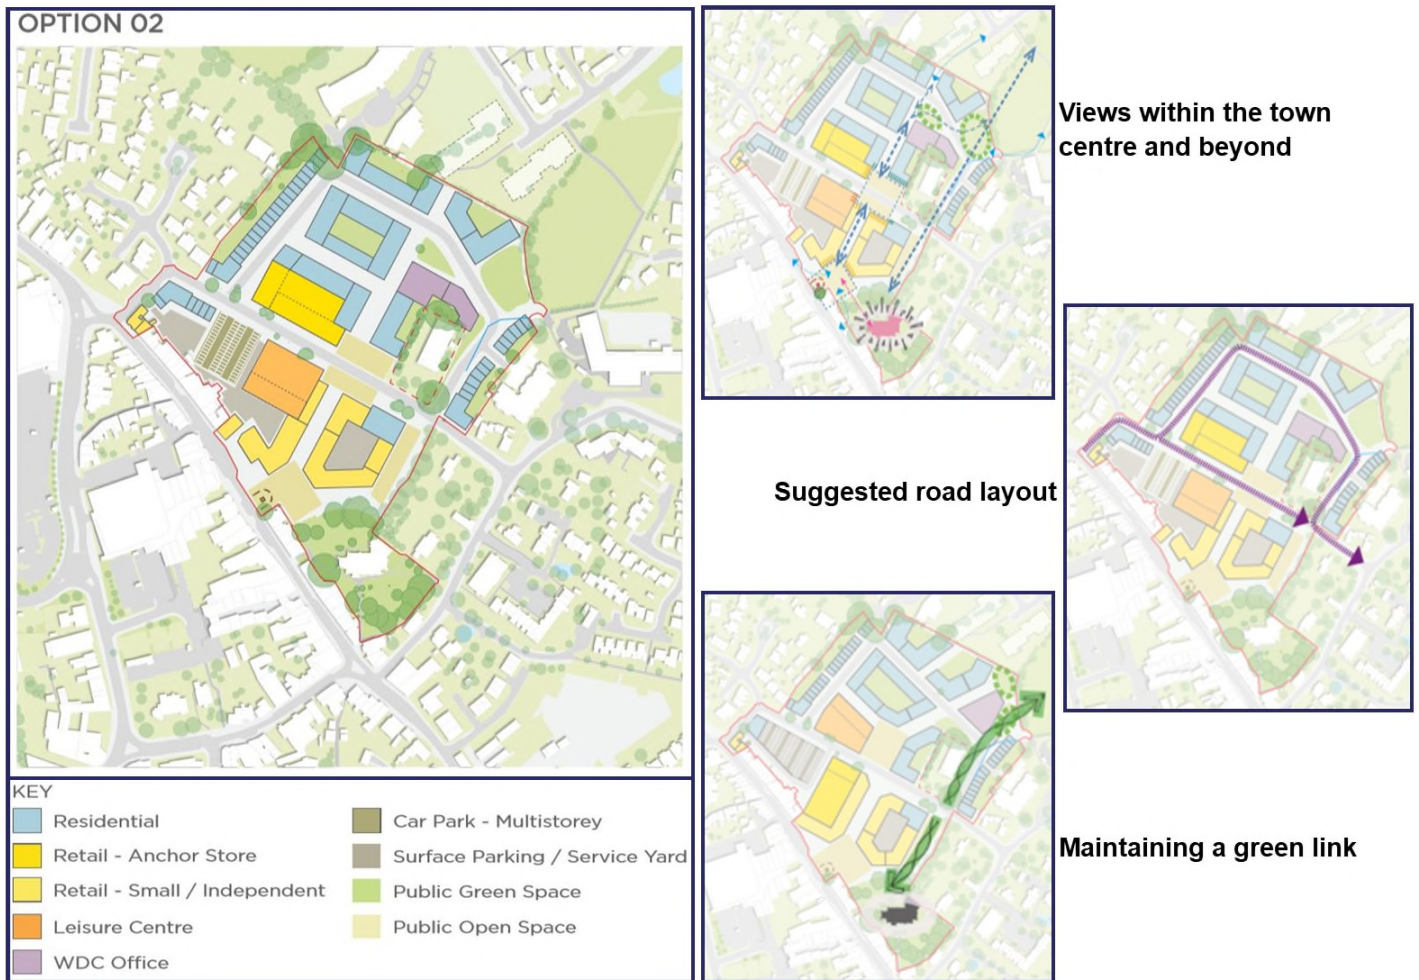 OPTION 02
KEY
Residential
Retail - Anchor Store
Retail - Small / Independent
Leisure Centre
WDC Office
Car Park - Multistorey
Surface Parking / Service Yard
Public Green Space
Public Open Space
Views within the town
centre and beyond
Suggested road layout
Maintaining a green link